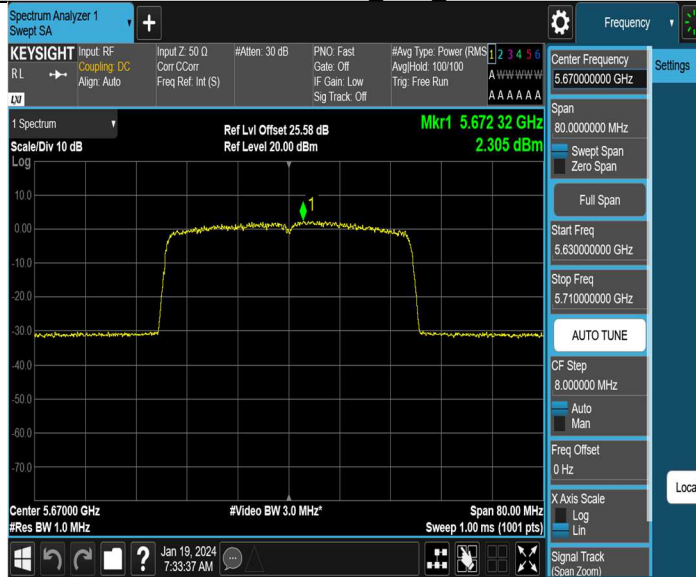 Spectrum Analyzer 1
Swept SA
+
Frequency
KEYSIGHT
RL
LXI
Input: RF
Coupling: DC
Align: Auto
Input Z: 50 Ω
Corr CCorr
Freq Ref: Int (S)
#Atten: 30 dB
PNO: Fast
Gate: Off
IF Gain: Low
Sig Track: Off
#Avg Type: Power (RMS
Avg|Hold: 100/100
Trig: Free Run
1 2 3 4 5 6
A W W W W W
A A A A A A
1 Spectrum
Scale/Div 10 dB
Log
Ref Lvl Offset 25.58 dB
Ref Level 20.00 dBm
Mkr1 5.672 32 GHz
2.305 dBm
1
10.0
0.00
-10.0
-20.0
-30.0
-40.0
-50.0
-60.0
-70.0
Center 5.67000 GHz
#Res BW 1.0 MHz
#Video BW 3.0 MHz*
Span 80.00 MHz
Sweep 1.00 ms (1001 pts)
Center Frequency
5.670000000 GHz
Span
80.0000000 MHz
Swept Span
Zero Span
Full Span
Start Freq
5.630000000 GHz
Stop Freq
5.710000000 GHz
AUTO TUNE
CF Step
8.000000 MHz
Auto
Man
Freq Offset
0 Hz
X Axis Scale
Log
Lin
Signal Track
(Span Zoom)
Settings
Loca
?
Jan 19, 2024
7:33:37 AM